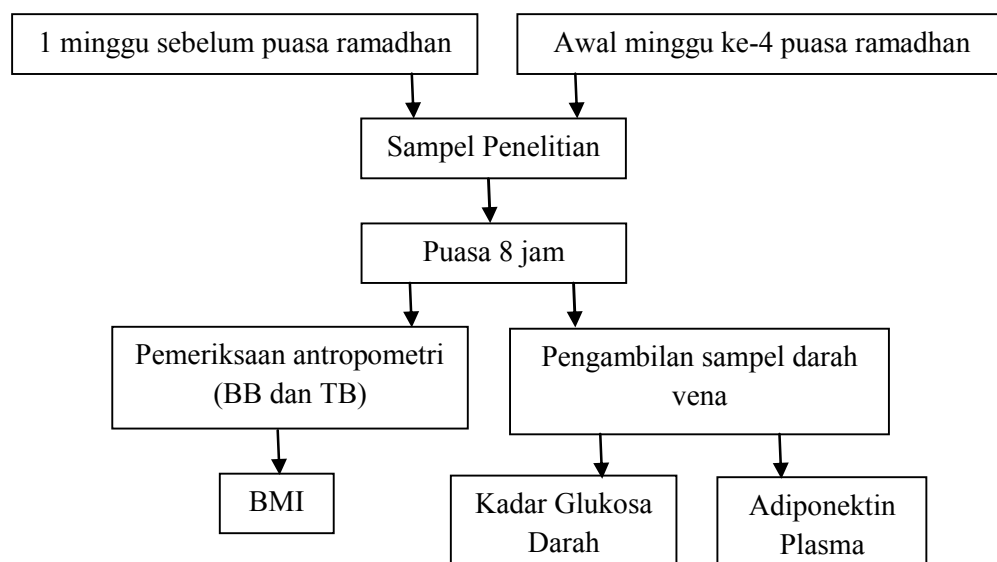 1 minggu sebelum puasa ramadhan
Awal minggu ke-4 puasa ramadhan
Sampel Penelitian
Puasa 8 jam
Pemeriksaan antropometri
(BB dan TB)
Pengambilan sampel darah
vena
BMI
Kadar Glukosa
Darah
Adiponektin
Plasma